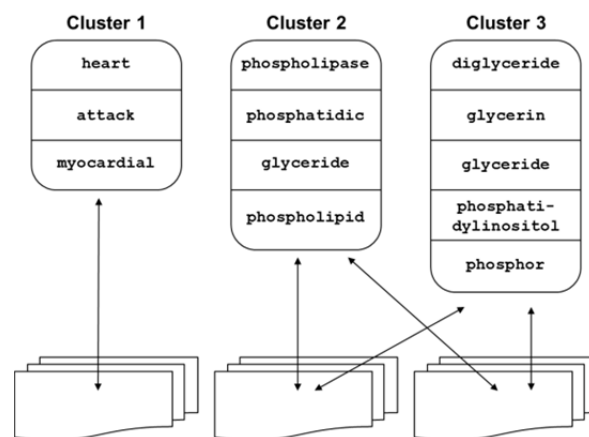 Cluster 1
heart
attack
myocardial
Cluster 2
phospholipase
phosphatidic
glyceride
phospholipid
Cluster 3
diglyceride
glycerin
glyceride
phosphati-
dylinositol
phosphor